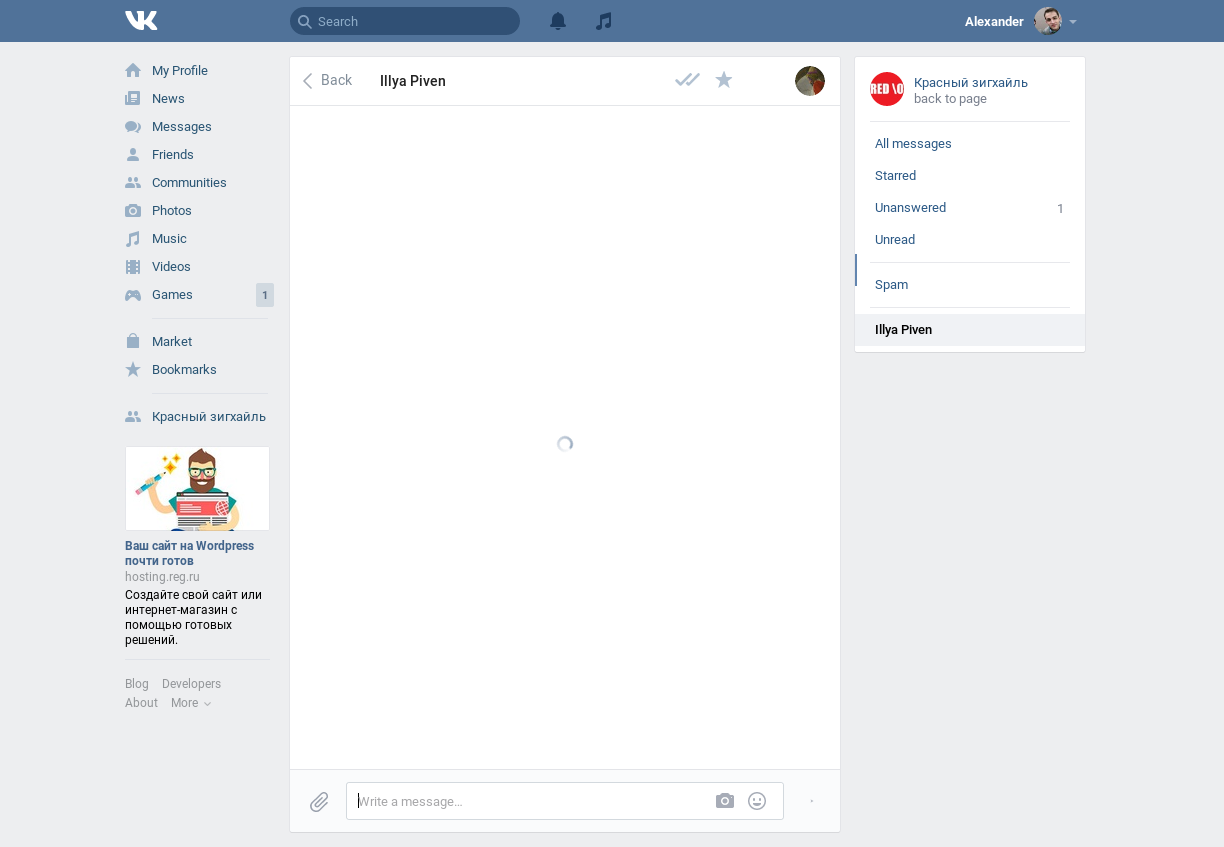 Search
Alexander
My Profile
News
Messages
Friends
Communities
Photos
Music
Videos
Games 1
Market
Bookmarks
Красный зигхайль
Ваш сайт на Wordpress
почти готов
hosting.reg.ru
Создайте свой сайт или
интернет-магазин с
помощью готовых
решений.
Blog Developers
About More
Back Illya Piven
Write a message...
RED \O
Красный зигхайль
back to page
All messages
Starred
Unanswered 1
Unread
Spam
Illya Piven